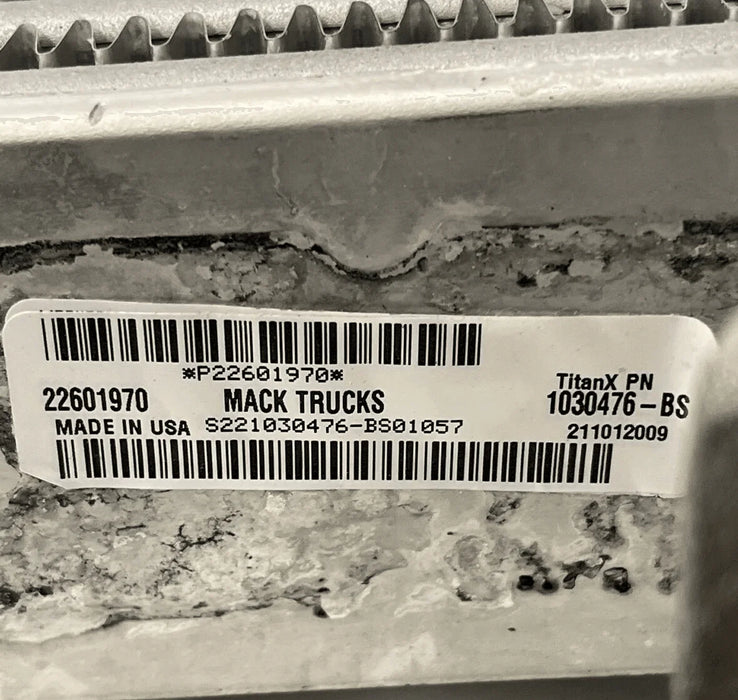 *P22601970*
TitanX PN
22601970 MACK TRUCKS 1030476-BS
MADE IN USA S221030476-BS01057 211012009